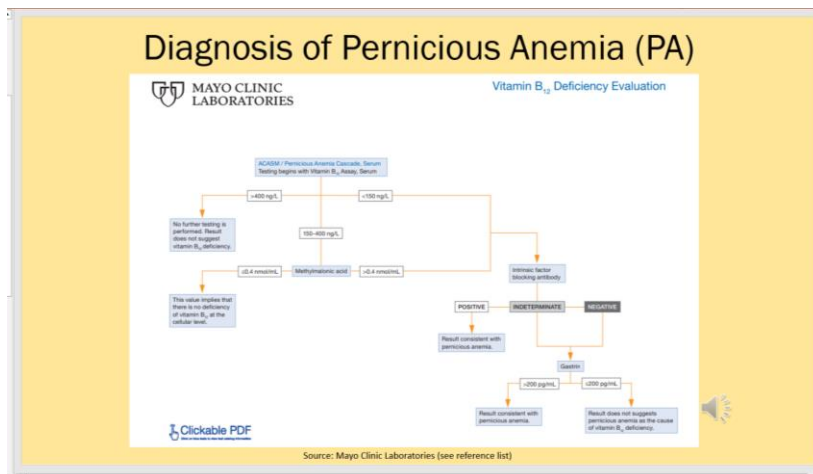 Diagnosis of Pernicious Anemia (PA)
MAYO CLINIC
LABORATORIES
Vitamin B12 Deficiency Evaluation
ACASM / Pernicious Anemia Cascade, Serum
Testing begins with Vitamin B12 Assay, Serum
>400 ng/L
<150 ng/L
No further testing is
performed. Result
does not suggest
vitamin B12 deficiency.
150–400 ng/L
≤0.4 nmol/mL
Methylmalonic acid
>0.4 nmol/mL
Intrinsic factor
blocking antibody
This value implies that
there is no deficiency
of vitamin B12 at the
cellular level.
POSITIVE
INDETERMINATE
NEGATIVE
Result consistent with
pernicious anemia.
Gastrin
>200 pg/mL
≤200 pg/mL
Result consistent with
pernicious anemia.
Result does not suggests
pernicious anemia as the cause
of vitamin B12 deficiency.
Clickable PDF
Source: Mayo Clinic Laboratories (see reference list)